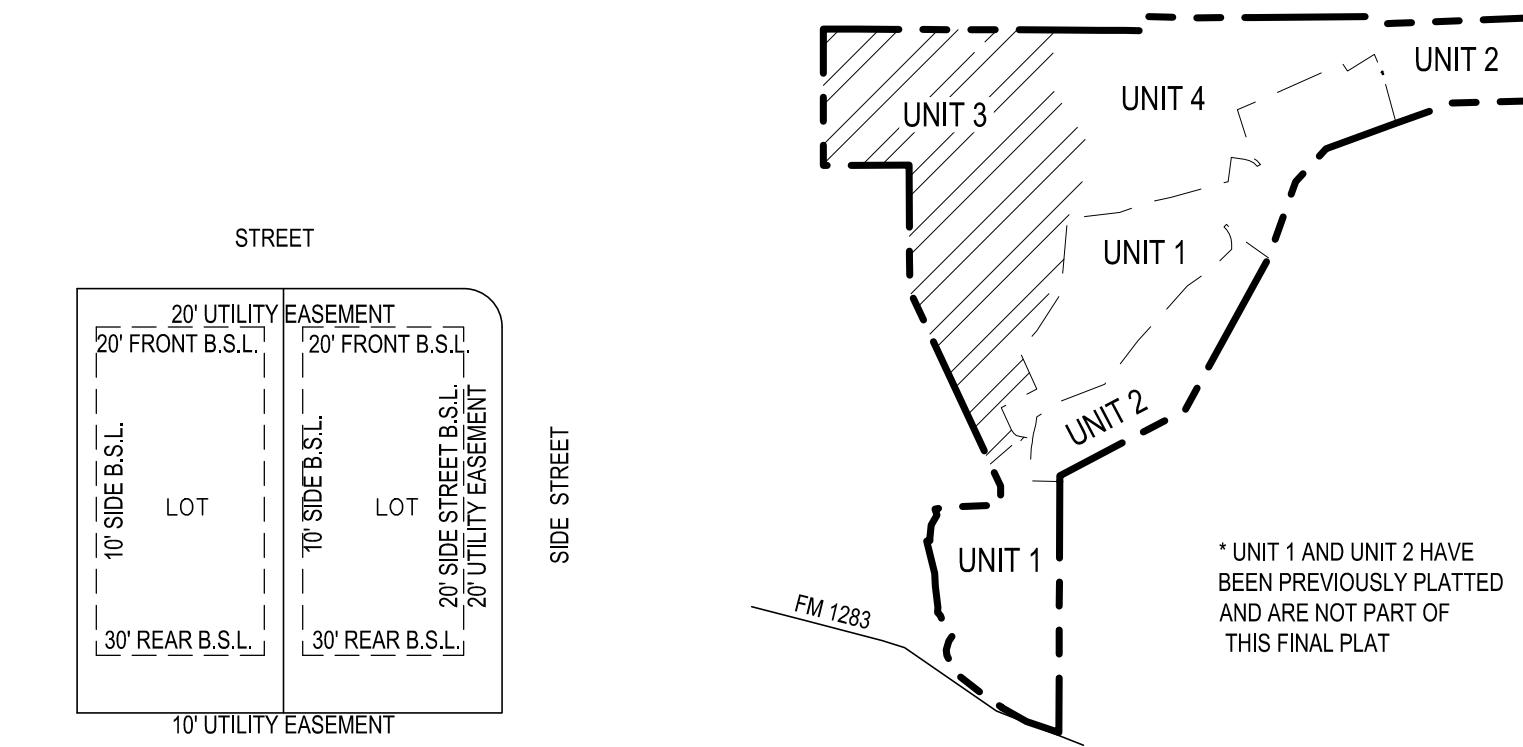 STREET
20' UTILITY EASEMENT
20' FRONT B.S.L.
20' FRONT B.S.L.
10' SIDE B.S.L.
LOT
10' SIDE B.S.L.
LOT
20' SIDE STREET B.S.L.
20' UTILITY EASEMENT
SIDE STREET
30' REAR B.S.L.
30' REAR B.S.L.
10' UTILITY EASEMENT
UNIT 2
UNIT 4
UNIT 3
UNIT 1
UNIT 2
UNIT 1
FM 1283
* UNIT 1 AND UNIT 2 HAVE
BEEN PREVIOUSLY PLATTED
AND ARE NOT PART OF
THIS FINAL PLAT